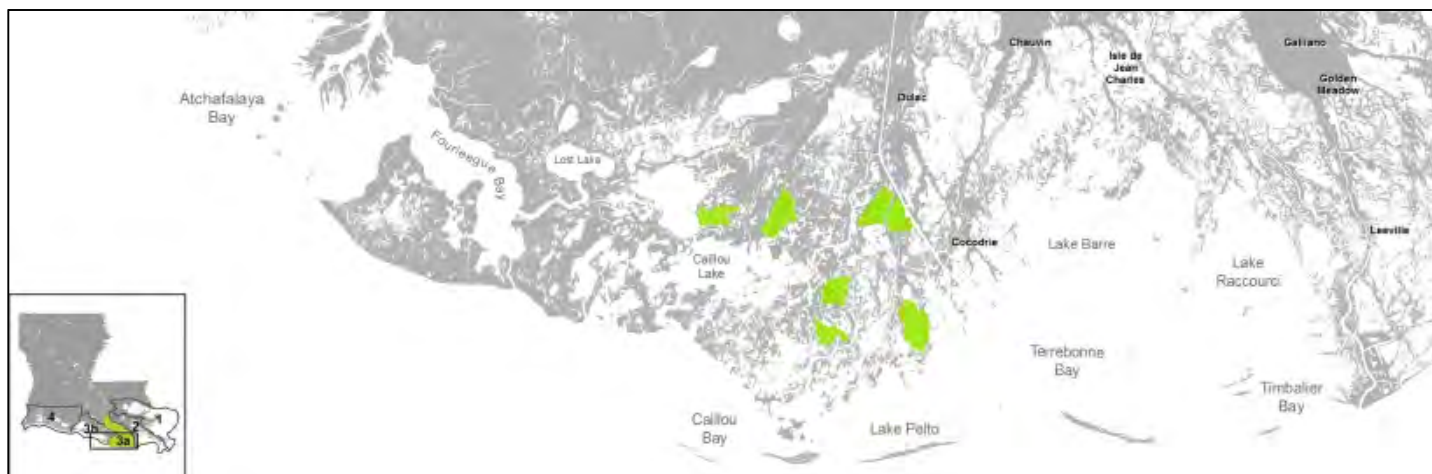 Chauvin
Galliano
Isle de
Jean
Charles
Golden
Meadow
Dulac
Atchafalaya
Bay
Fourleague Bay
Lost Lake
Leeville
Cocodrie
Lake Barre
Caillou
Lake
Lake
Raccourci
Terrebonne
Bay
Timbalier
Bay
Caillou
Bay
Lake Pelto
4
3b
3a
2
1